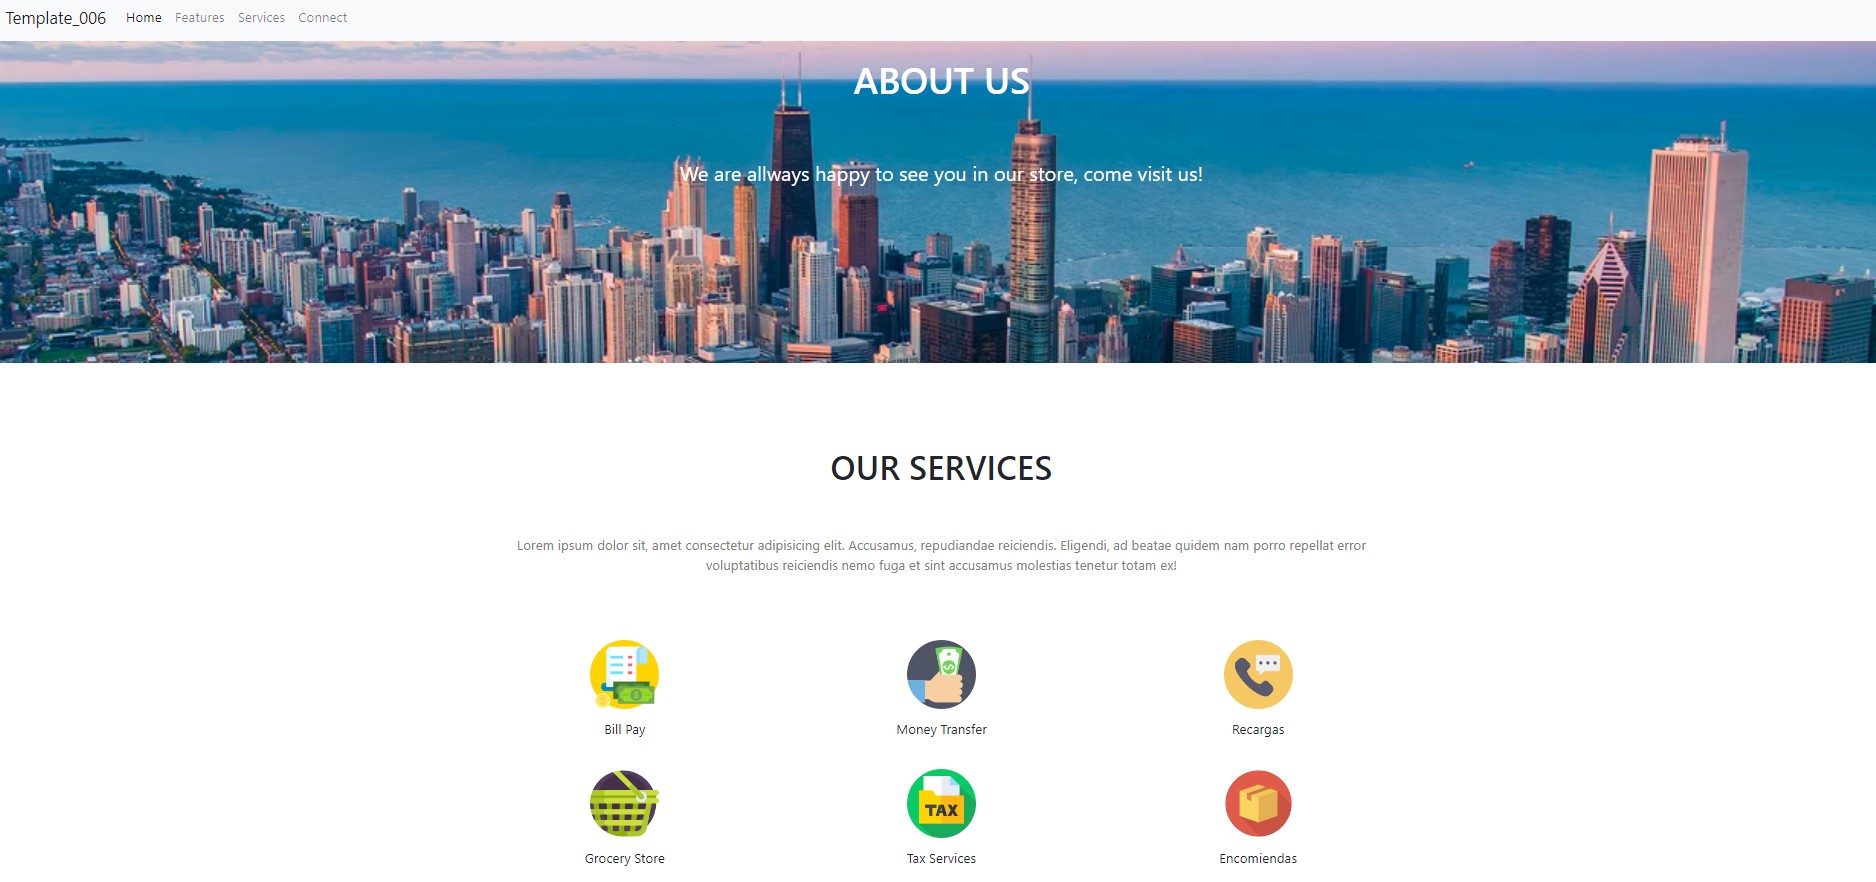 Template_006 Home Features Services Connect
ABOUT US
We are allways happy to see you in our store, come visit us!
OUR SERVICES
Lorem ipsum dolor sit, amet consectetur adipisicing elit. Accusamus, repudiandae reiciendis. Eligendi, ad beatae quidem nam porro repellat error
voluptatibus reiciendis nemo fuga et sint accusamus molestias tenetur totam ex!
Bill Pay
Money Transfer
Recargas
TAX
Grocery Store
Tax Services
Encomiendas